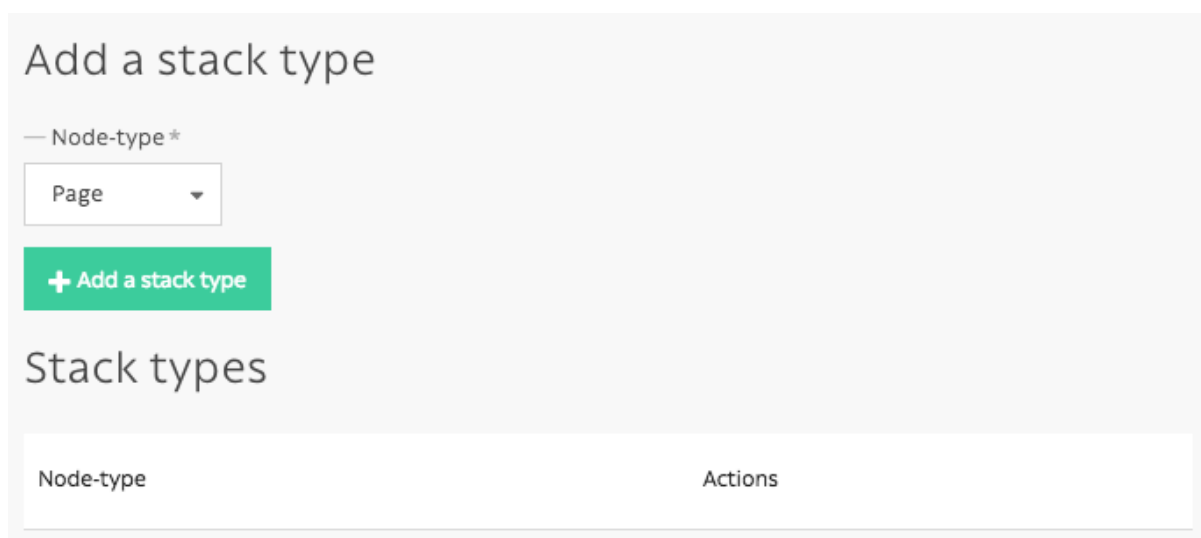 Add a stack type
— Node-type *
Page
+ Add a stack type
Stack types
Node-type Actions